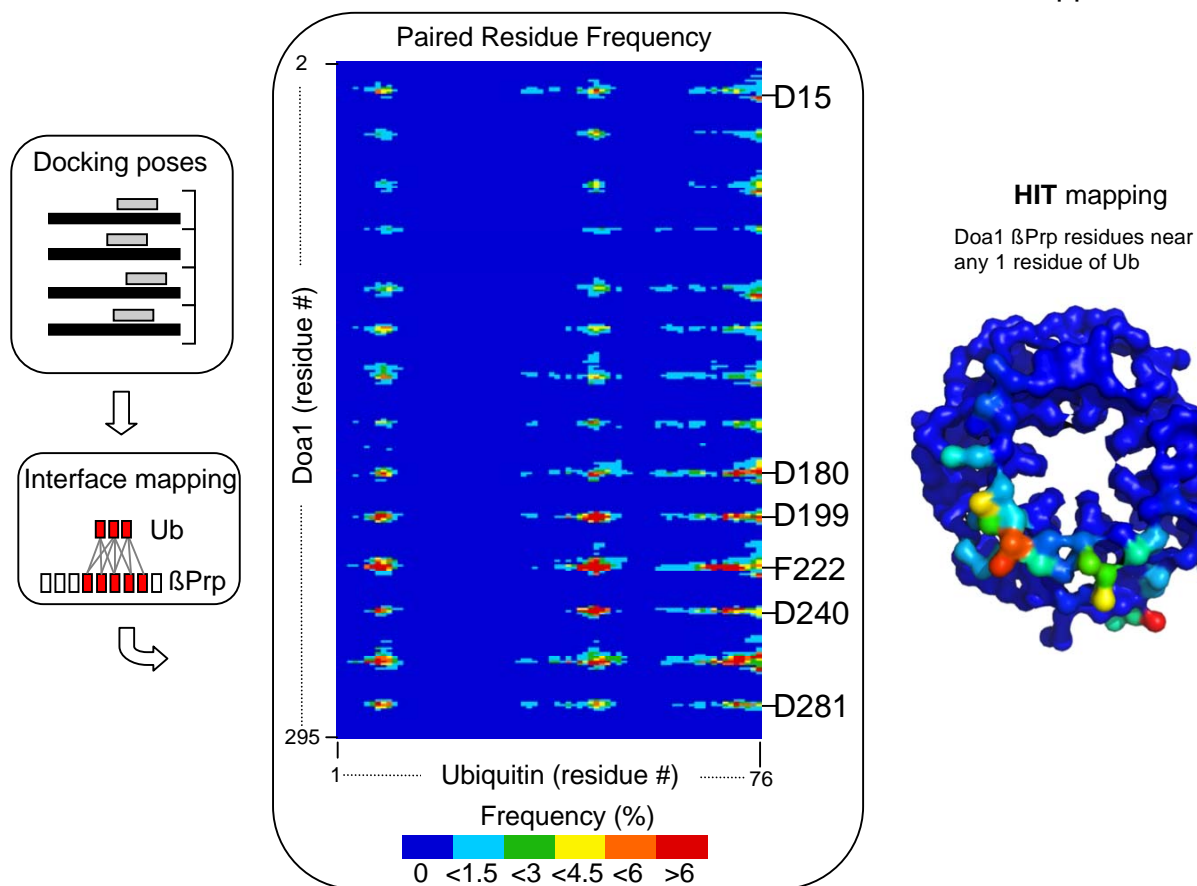 Docking poses
Interface mapping
Ub
ßPrp
Paired Residue Frequency
2
Doa1 (residue #)
295
D15
D180
D199
F222
D240
D281
1
Ubiquitin (residue #)
76
Frequency (%)
0 <1.5 <3 <4.5 <6 >6
HIT mapping
Doa1 ßPrp residues near
any 1 residue of Ub